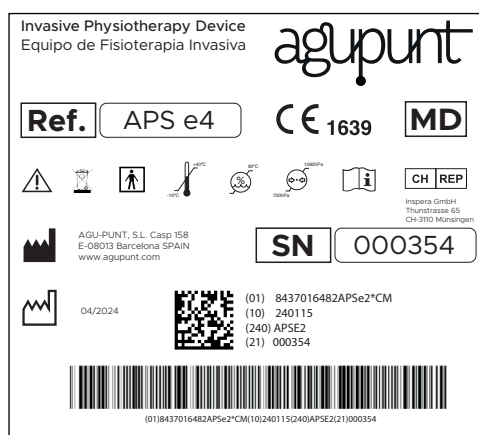 Invasive Physiotherapy Device
Equipo de Fisioterapia Invasiva
agupunt
Ref. APS e4
CE 1639
MD
+40ºC
-10ºC
80ºC
%
1060hPa
700hPa
i
CH REP
Inspera GmbH
Thunstrasse 65
CH-3110 Münsingen
AGU-PUNT, S.L. Casp 158
E-08013 Barcelona SPAIN
www.agupunt.com
SN 000354
04/2024
(01) 8437016482APSe2*CM
(10) 240115
(240) APSE2
(21) 000354
(01)8437016482APSe2*CM(10)240115(240)APSE2(21)000354